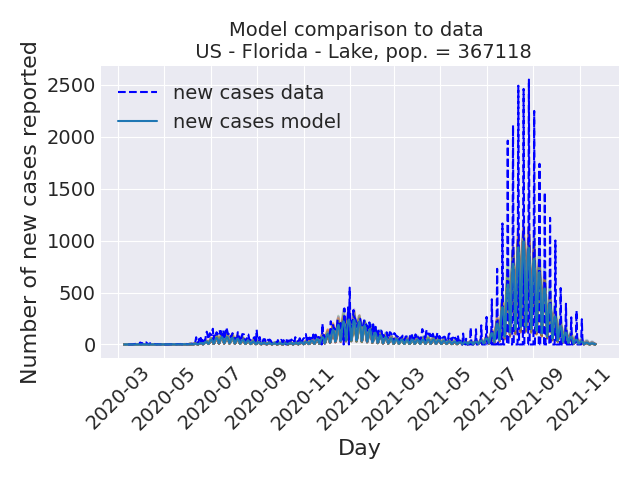 Model comparison to data
US - Florida - Lake, pop. = 367118
Number of new cases reported
2500
2000
1500
1000
500
0
new cases data
new cases model
2020-03
2020-05
2020-07
2020-09
2020-11
2021-01
2021-03
2021-05
2021-07
2021-09
2021-11
Day